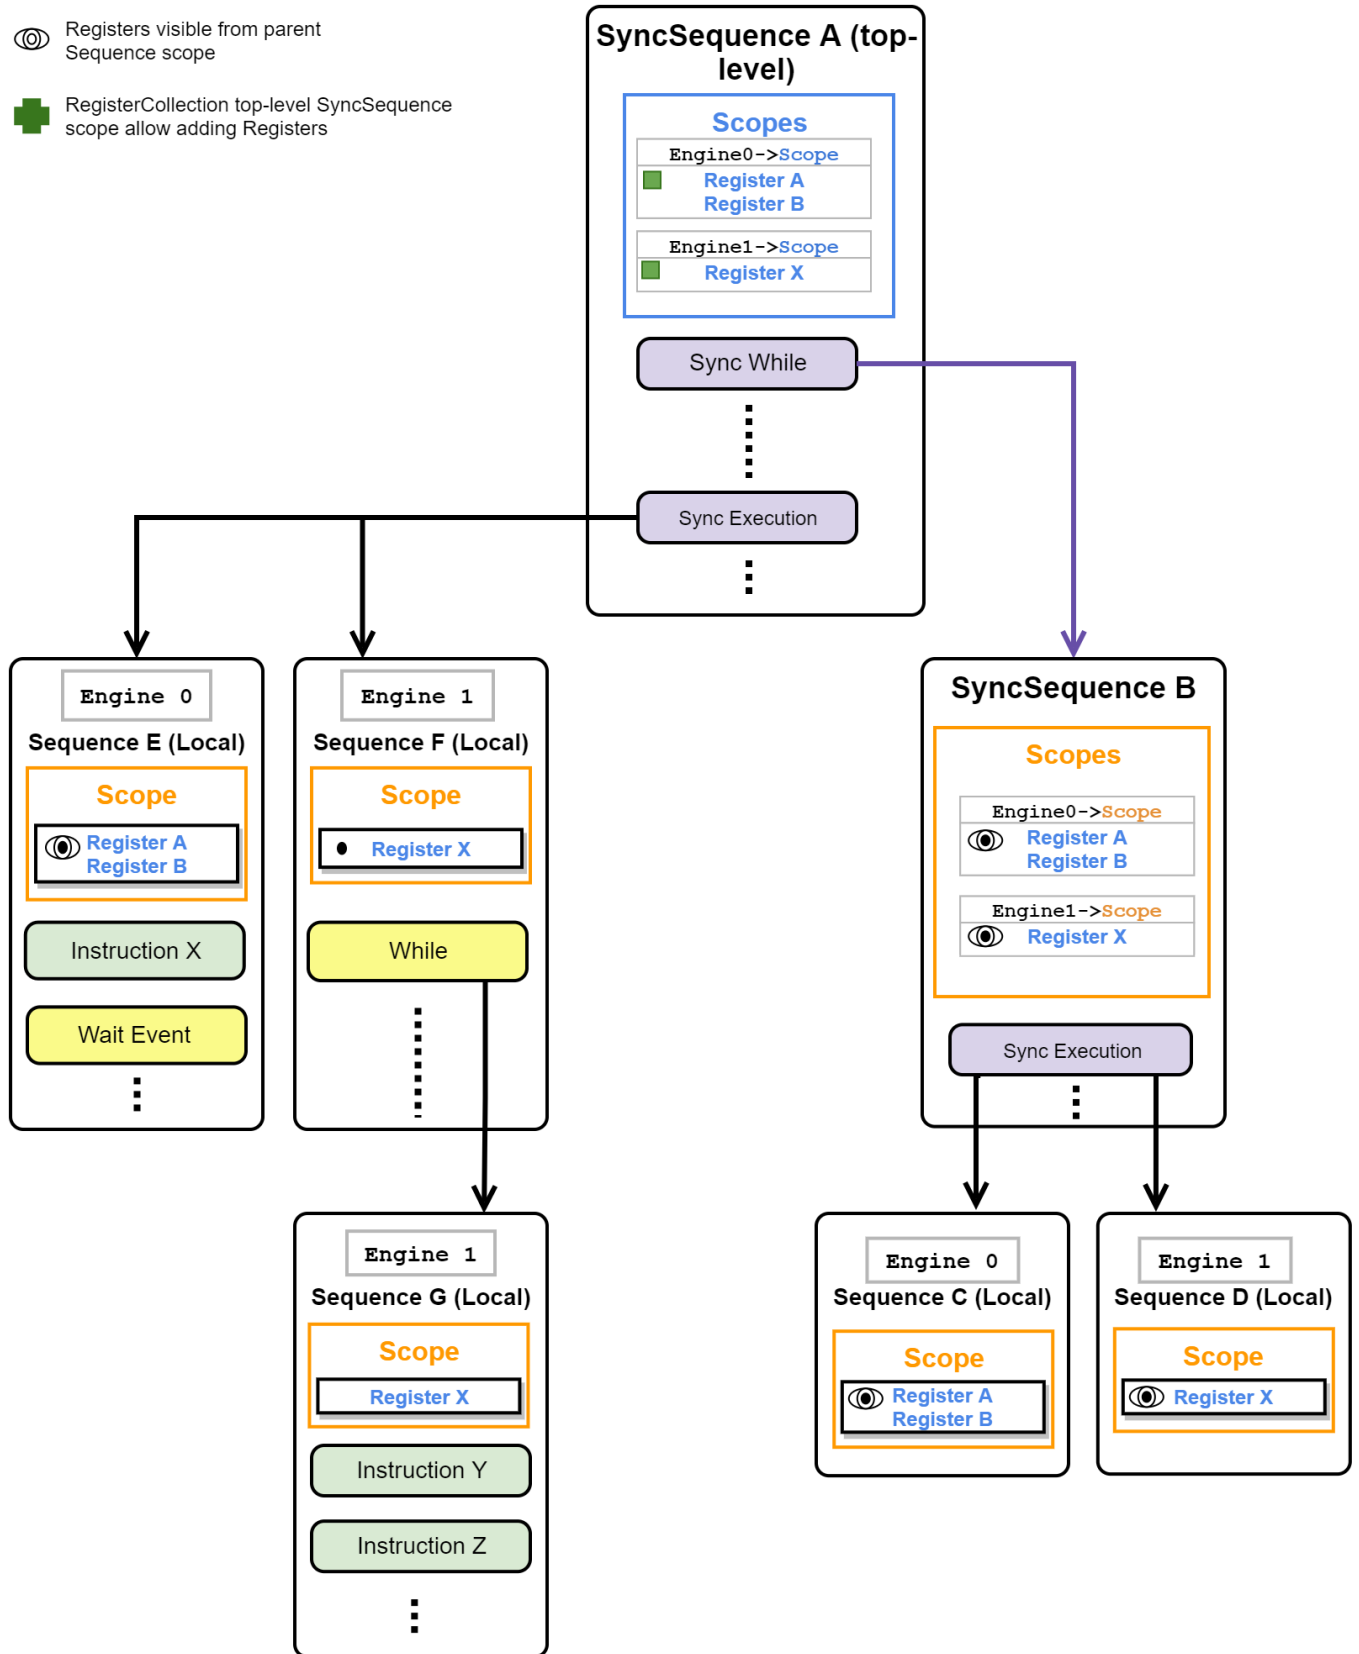 Registers visible from parent
Sequence scope
RegisterCollection top-level SyncSequence
scope allow adding Registers
SyncSequence A (top-
level)
Scopes
Engine0->Scope
Register A
Register B
Engine1->Scope
Register X
Sync While
Sync Execution
Engine 0
Sequence E (Local)
Scope
Register A
Register B
Instruction X
Wait Event
Engine 1
Sequence F (Local)
Scope
Register X
While
SyncSequence B
Scopes
Engine0->Scope
Register A
Register B
Engine1->Scope
Register X
Sync Execution
Engine 1
Sequence G (Local)
Scope
Register X
Instruction Y
Instruction Z
Engine 0
Sequence C (Local)
Scope
Register A
Register B
Engine 1
Sequence D (Local)
Scope
Register X